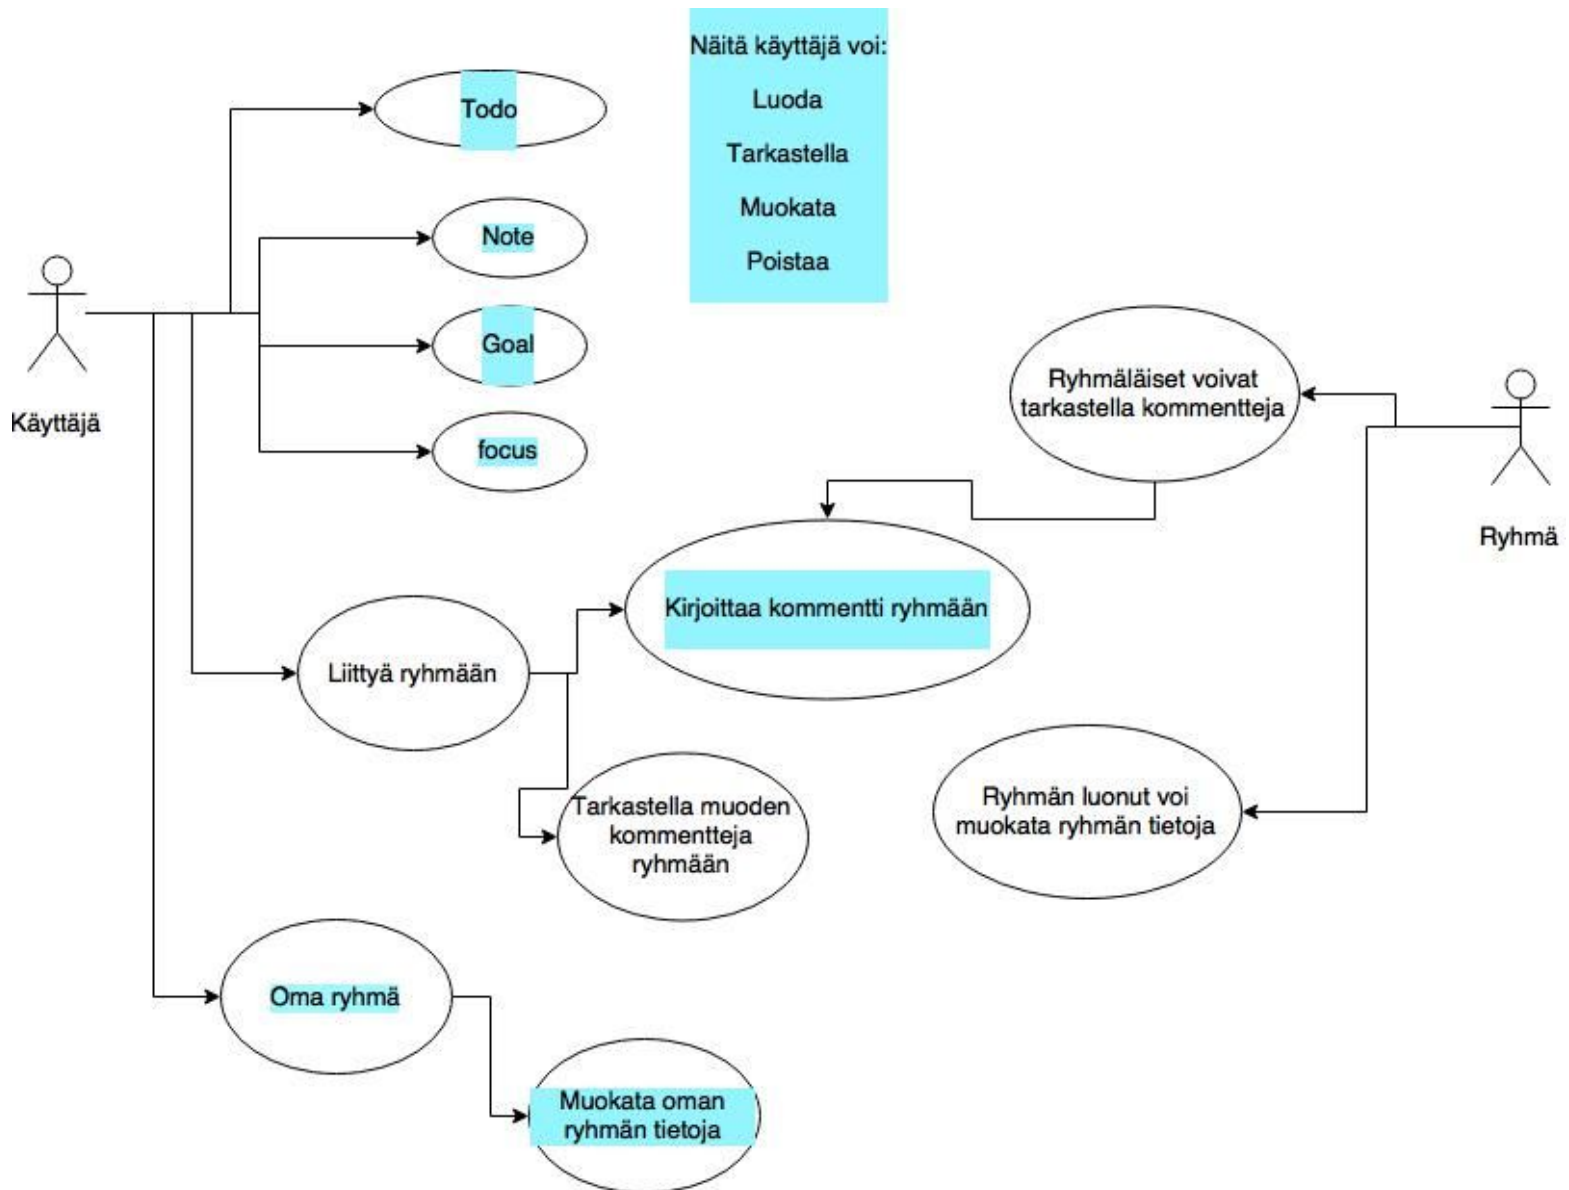 Näitä käyttäjä voi:
Luoda
Tarkastella
Muokata
Poistaa
Todo
Note
Goal
focus
Käyttäjä
Ryhmäläiset voivat
tarkastella kommentteja
Ryhmä
Kirjoittaa kommentti ryhmään
Liittyä ryhmään
Tarkastella muoden
kommentteja
ryhmään
Ryhmän luonut voi
muokata ryhmän tietoja
Oma ryhmä
Muokata oman
ryhmän tietoja